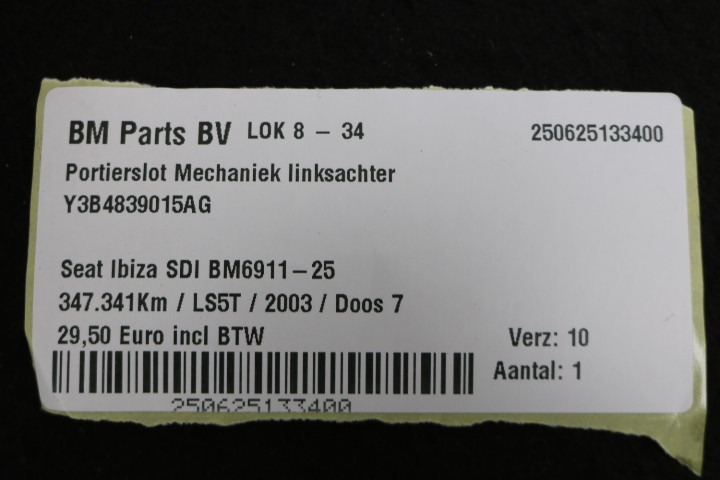 BM Parts BV LOK 8 - 34 250625133400
Portierslot Mechaniek linksachter
Y3B4839015AG
Seat Ibiza SDI BM6911-25
347.341Km / LS5T / 2003 / Doos 7
29,50 Euro incl BTW Verz: 10
Aantal: 1
250625133400